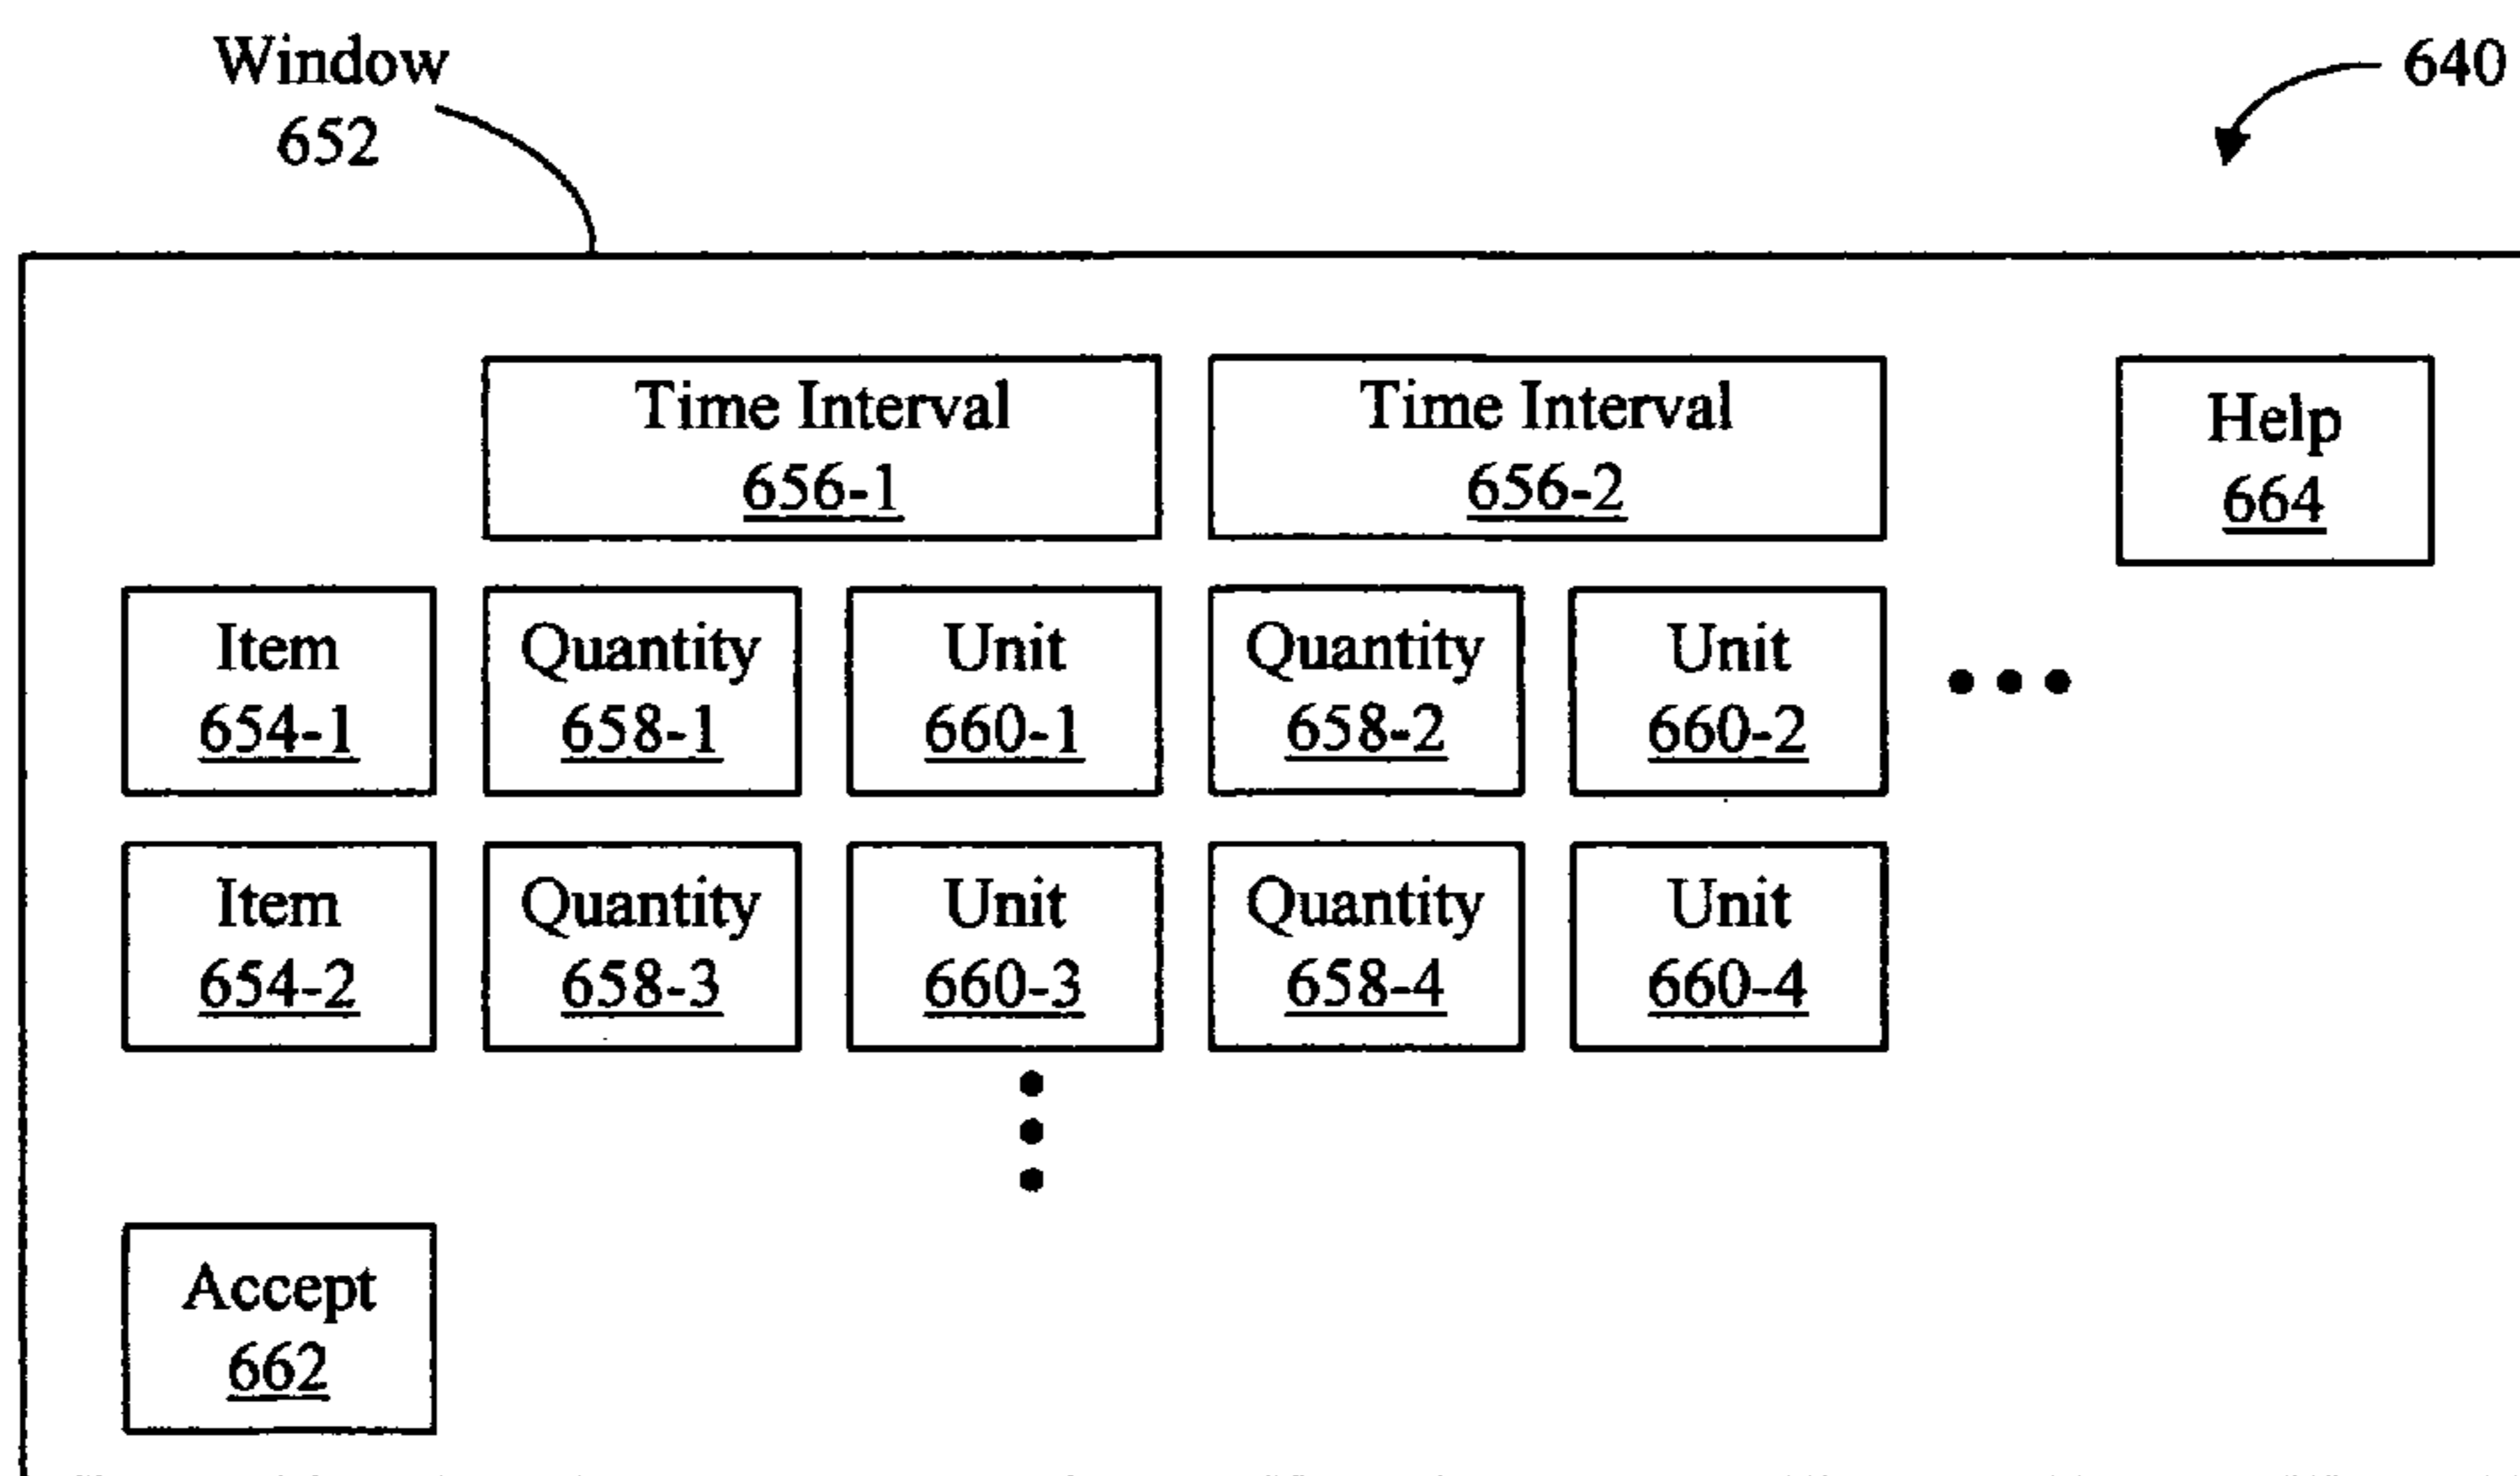 Window
652
640
Time Interval
656-1
Time Interval
656-2
Help
664
Item
654-1
Quantity
658-1
Unit
660-1
Quantity
658-2
Unit
660-2
Item
654-2
Quantity
658-3
Unit
660-3
Quantity
658-4
Unit
660-4
Accept
662